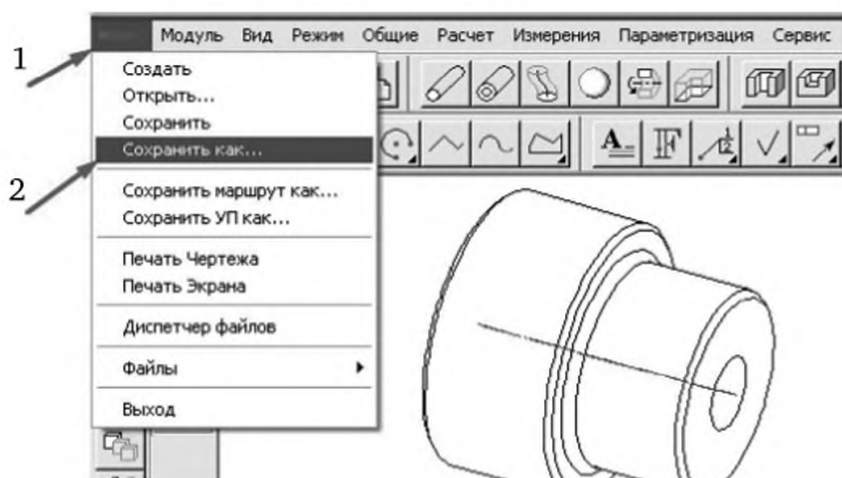 Модуль Вид Режим Общие Расчет Измерения Параметризация Сервис
1
Создать
Открыть...
Сохранить
Сохранить как...
2
Сохранить маршрут как...
Сохранить УП как...
Печать Чертежа
Печать Экрана
Диспетчер файлов
Файлы
Выход